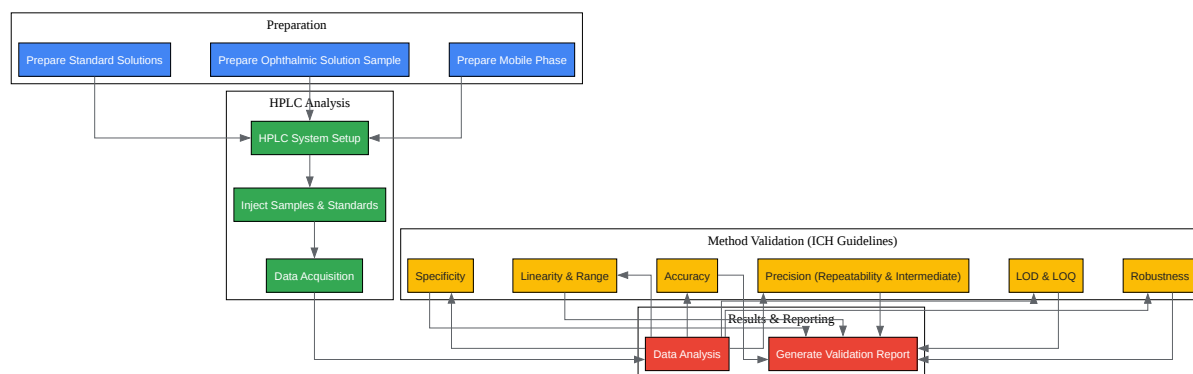 Preparation
Prepare Standard Solutions
Prepare Ophthalmic Solution Sample
Prepare Mobile Phase
HPLC Analysis
HPLC System Setup
Inject Samples & Standards
Data Acquisition
Method Validation (ICH Guidelines)
Specificity
Linearity & Range
Accuracy
Precision (Repeatability & Intermediate)
LOD & LOQ
Robustness
Results & Reporting
Data Analysis
Generate Validation Report